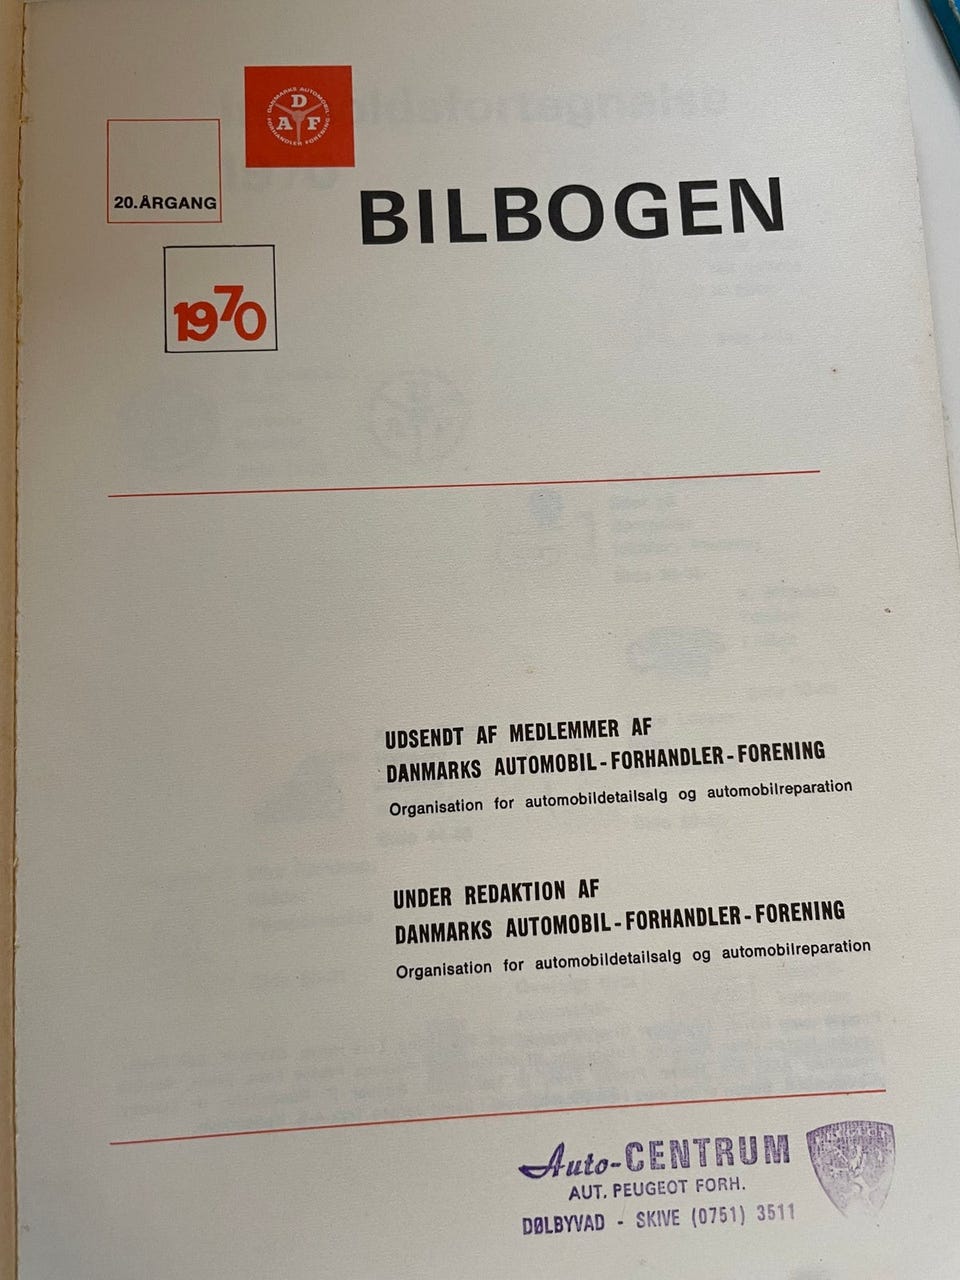 DANMARKS AUTOMOBIL-
FORHANDLER FORENING
D
A F
20. ÅRGANG
BILBOGEN
1970
UDSENDT AF MEDLEMMER AF
DANMARKS AUTOMOBIL-FORHANDLER-FORENING
Organisation for automobildetailsalg og automobilreparation
UNDER REDAKTION AF
DANMARKS AUTOMOBIL-FORHANDLER-FORENING
Organisation for automobildetailsalg og automobilreparation
Auto-CENTRUM
AUT. PEUGEOT FORH.
DØLBYVAD - SKIVE (0751) 3511